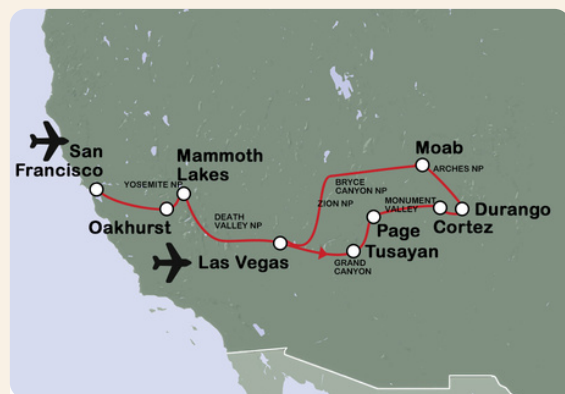 San
Francisco
YOSEMITE NP
Mammoth
Lakes
Oakhurst
DEATH
VALLEY NP
Las Vegas
GRAND
CANYON
Tusayan
Page
MONUMENT
VALLEY
Cortez
Durango
ARCHES NP
Moab
BRYCE
CANYON NP
ZION NP